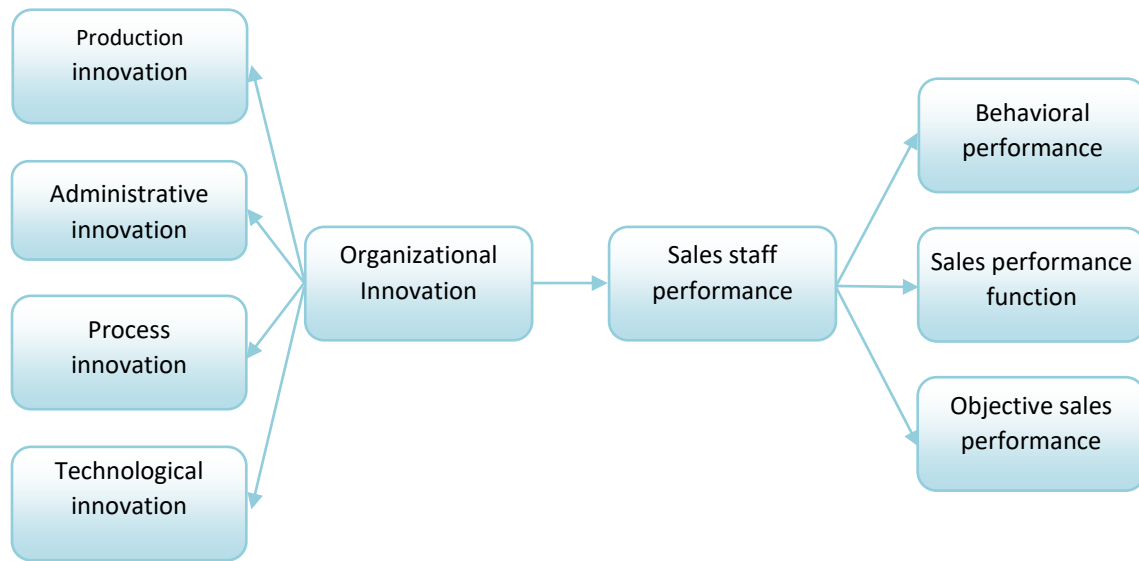 Production
innovation
Administrative
innovation
Process
innovation
Technological
innovation
Organizational
Innovation
Sales staff
performance
Behavioral
performance
Sales performance
function
Objective sales
performance